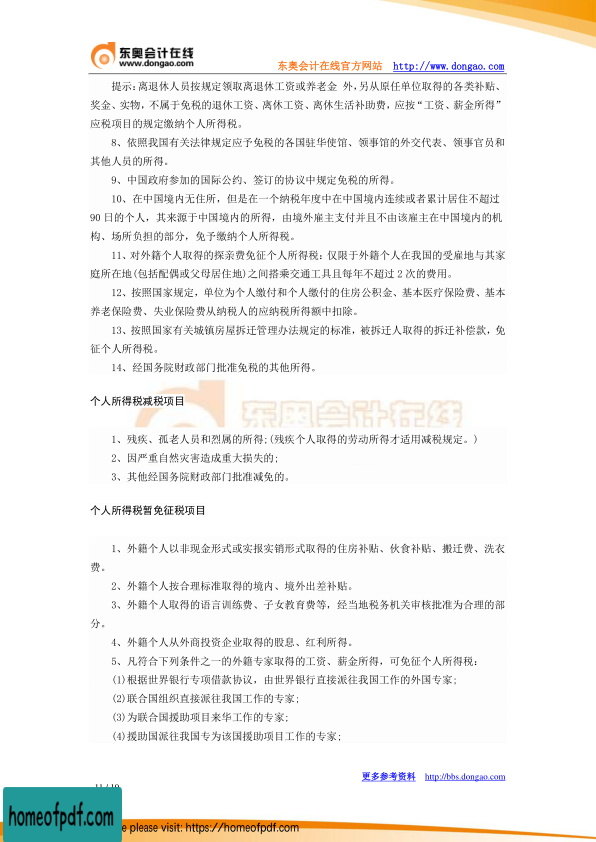 东奥会计在线
www.dongao.com
东奥会计在线官方网站 http://www.dongao.com
提示:离退休人员按规定领取离退休工资或养老金 外,另从原任单位取得的各类补贴、
奖金、实物,不属于免税的退休工资、离休工资、离休生活补助费,应按“工资、薪金所得”
应税项目的规定缴纳个人所得税。
8、依照我国有关法律规定应予免税的各国驻华使馆、领事馆的外交代表、领事官员和
其他人员的所得。
9、中国政府参加的国际公约、签订的协议中规定免税的所得。
10、在中国境内无住所,但是在一个纳税年度中在中国境内连续或者累计居住不超过
90 日的个人,其来源于中国境内的所得,由境外雇主支付并且不由该雇主在中国境内的机
构、场所负担的部分,免予缴纳个人所得税。
11、对外籍个人取得的探亲费免征个人所得税:仅限于外籍个人在我国的受雇地与其家
庭所在地(包括配偶或父母居住地)之间搭乘交通工具且每年不超过 2 次的费用。
12、按照国家规定,单位为个人缴付和个人缴付的住房公积金、基本医疗保险费、基本
养老保险费、失业保险费从纳税人的应纳税所得额中扣除。
13、按照国家有关城镇房屋拆迁管理办法规定的标准,被拆迁人取得的拆迁补偿款,免
征个人所得税。
14、经国务院财政部门批准免税的其他所得。
东奥会计在线
个人所得税减税项目
1、残疾、孤老人员和烈属的所得;(残疾个人取得的劳动所得才适用减税规定。)
2、因严重自然灾害造成重大损失的;
3、其他经国务院财政部门批准减免的。
个人所得税暂免征税项目
1、外籍个人以非现金形式或实报实销形式取得的住房补贴、伙食补贴、搬迁费、洗衣
费。
2、外籍个人按合理标准取得的境内、境外出差补贴。
3、外籍个人取得的语言训练费、子女教育费等,经当地税务机关审核批准为合理的部
分。
4、外籍个人从外商投资企业取得的股息、红利所得。
5、凡符合下列条件之一的外籍专家取得的工资、薪金所得,可免征个人所得税:
(1)根据世界银行专项借款协议,由世界银行直接派往我国工作的外国专家;
(2)联合国组织直接派往我国工作的专家;
(3)为联合国援助项目来华工作的专家;
(4)援助国派往我国专为该国援助项目工作的专家;
更多参考资料 http://bbs.dongao.com
11 / 19
homeofpdf.com
please visit: https://homeofpdf.com